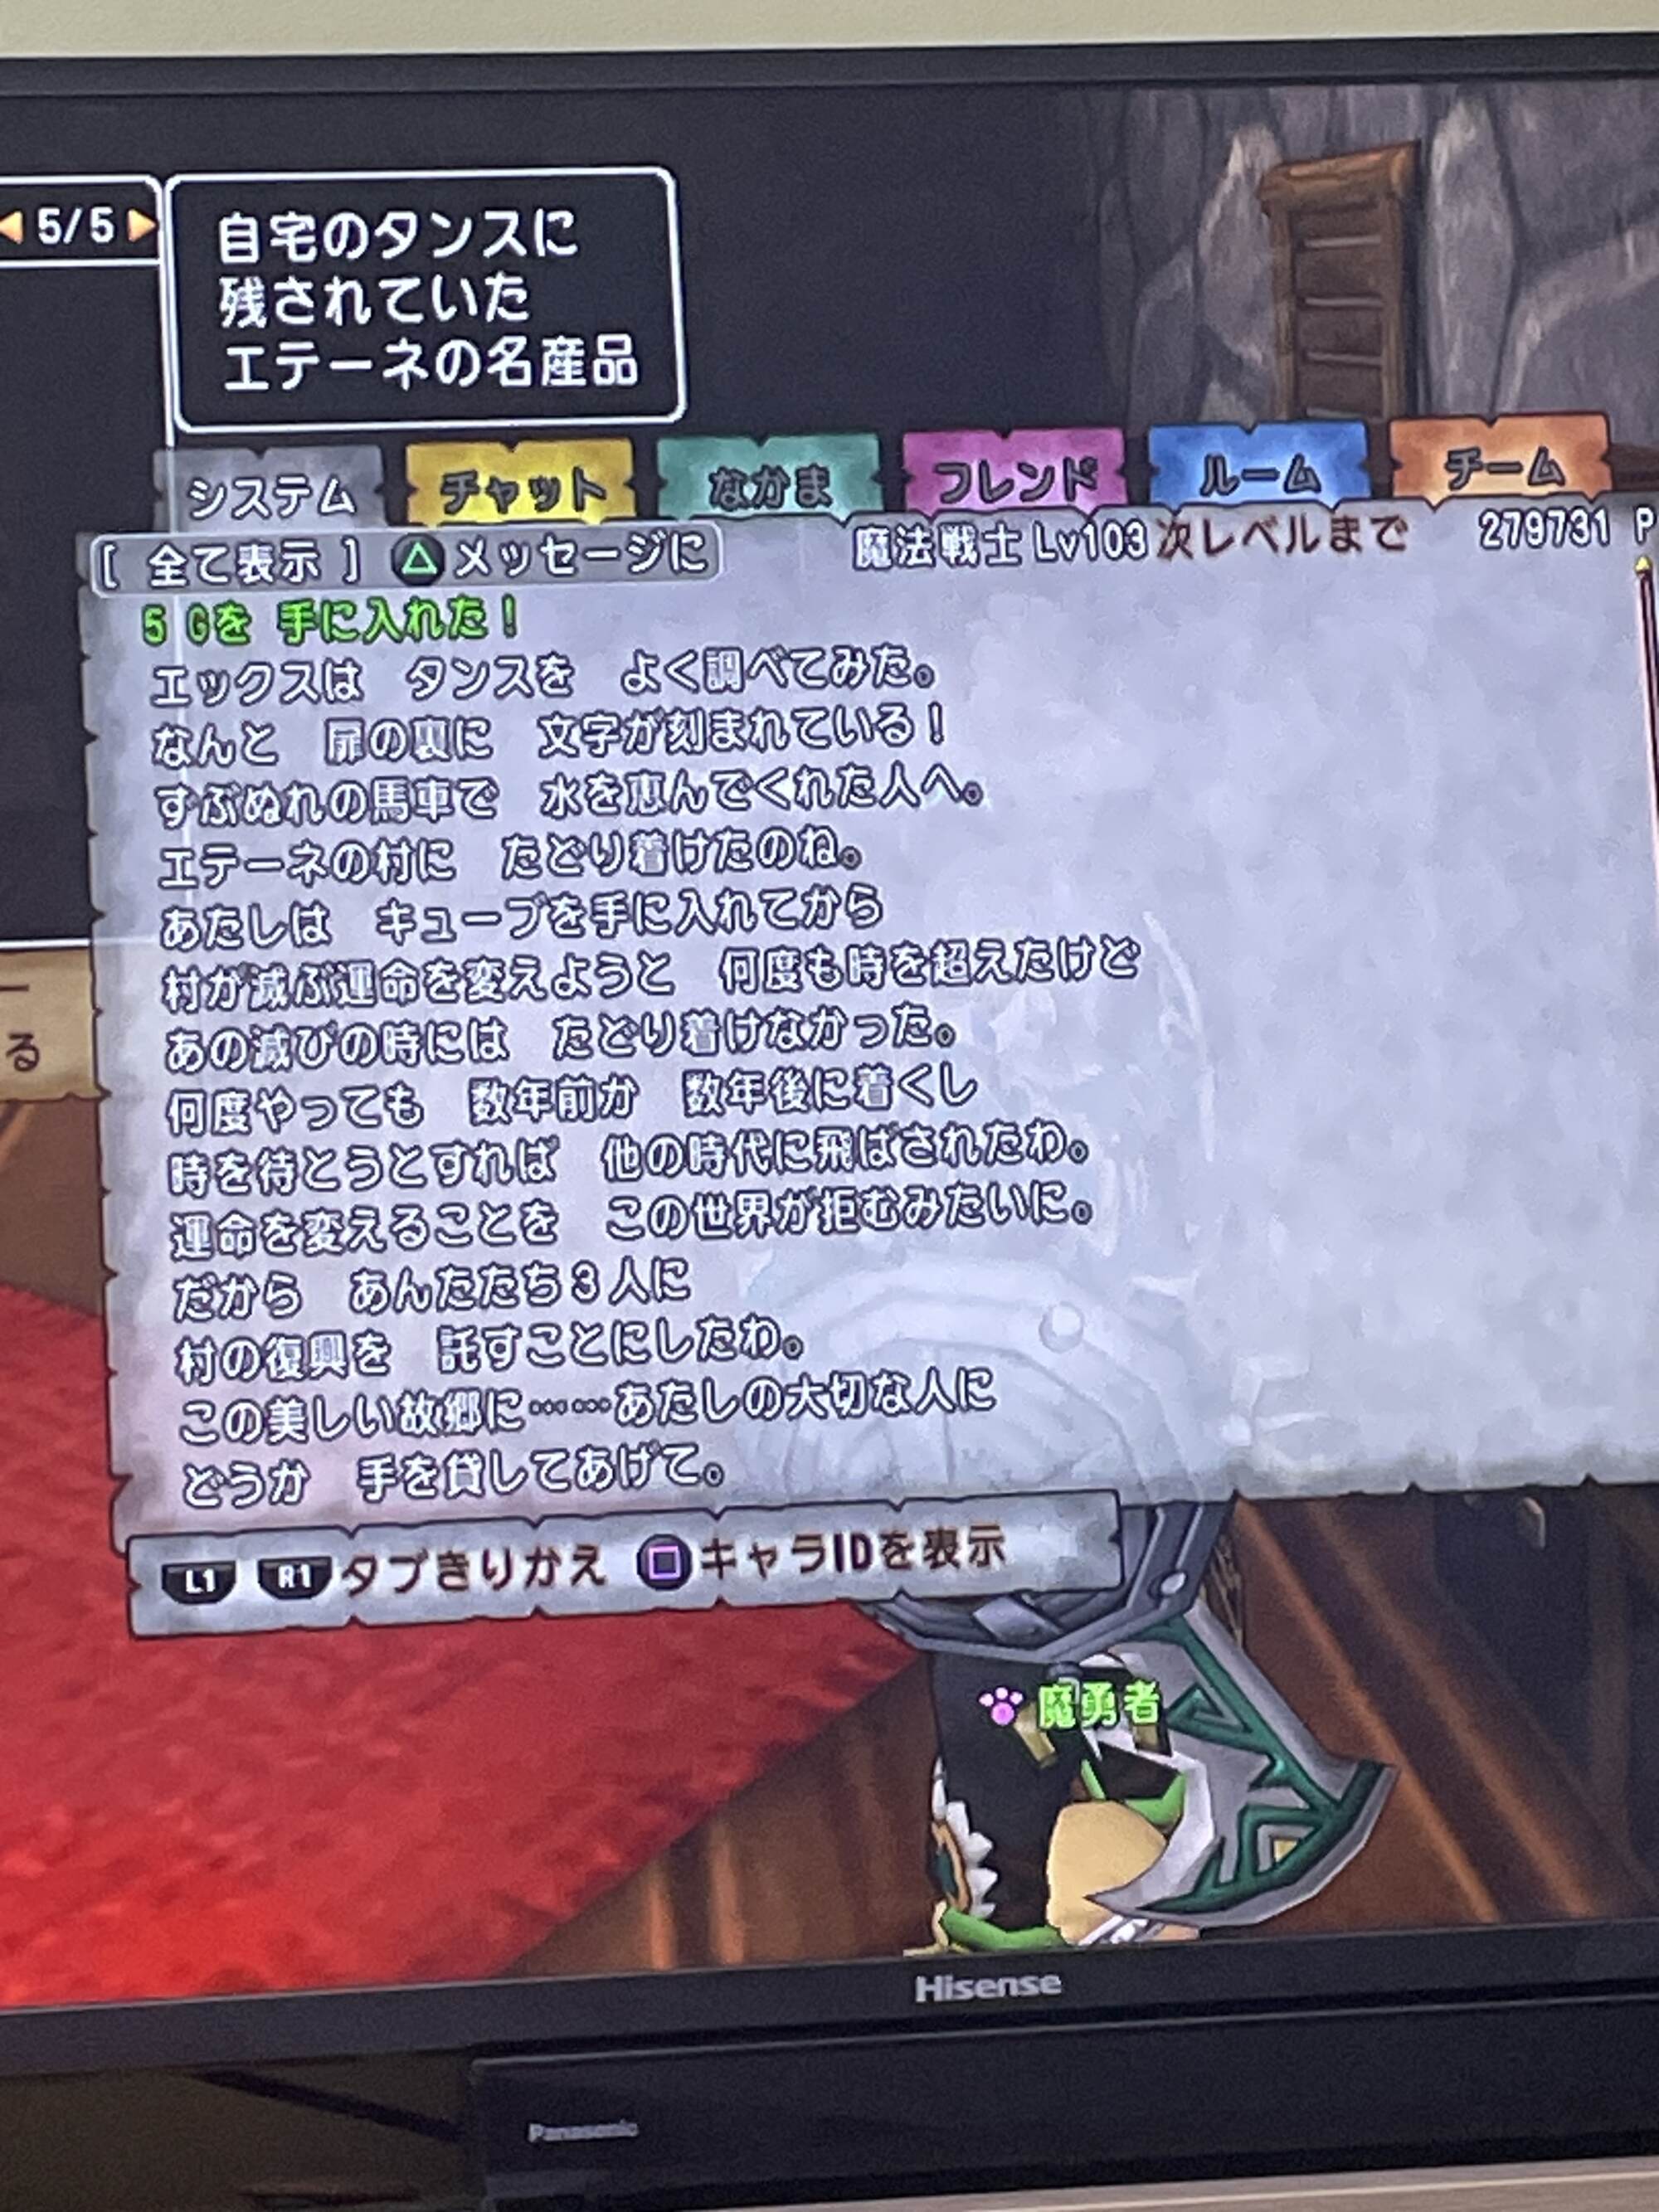 5/5
自宅のタンスに
残されていた
エテーネの名産品
システム
チャット
なかま
フレンド
ルーム
チーム
[ 全て表示 ] △メッセージに
魔法戦士 Lv103 次レベルまで 279731 P
5 Gを 手に入れた！
エックスは タンスを よく調べてみた。
なんと 扉の裏に 文字が刻まれている！
ずぶぬれの馬車で 水を恵んでくれた人へ。
エテーネの村に たどり着けたのね。
あたしは キューブを手に入れてから
村が滅ぶ運命を変えようと 何度も時を超えたけど
あの滅びの時には たどり着けなかった。
何度やっても 数年前か 数年後に着くし
時を待とうとすれば 他の時代に飛ばされたわ。
運命を変えることを この世界が拒むみたいに。
だから あんたたち３人に
村の復興を 託すことにしたわ。
この美しい故郷に……あたしの大切な人に
どうか 手を貸してあげて。
ー
る
L1 R1 タブきりかえ □キャラIDを表示
魔勇者
Hisense
Panasonic